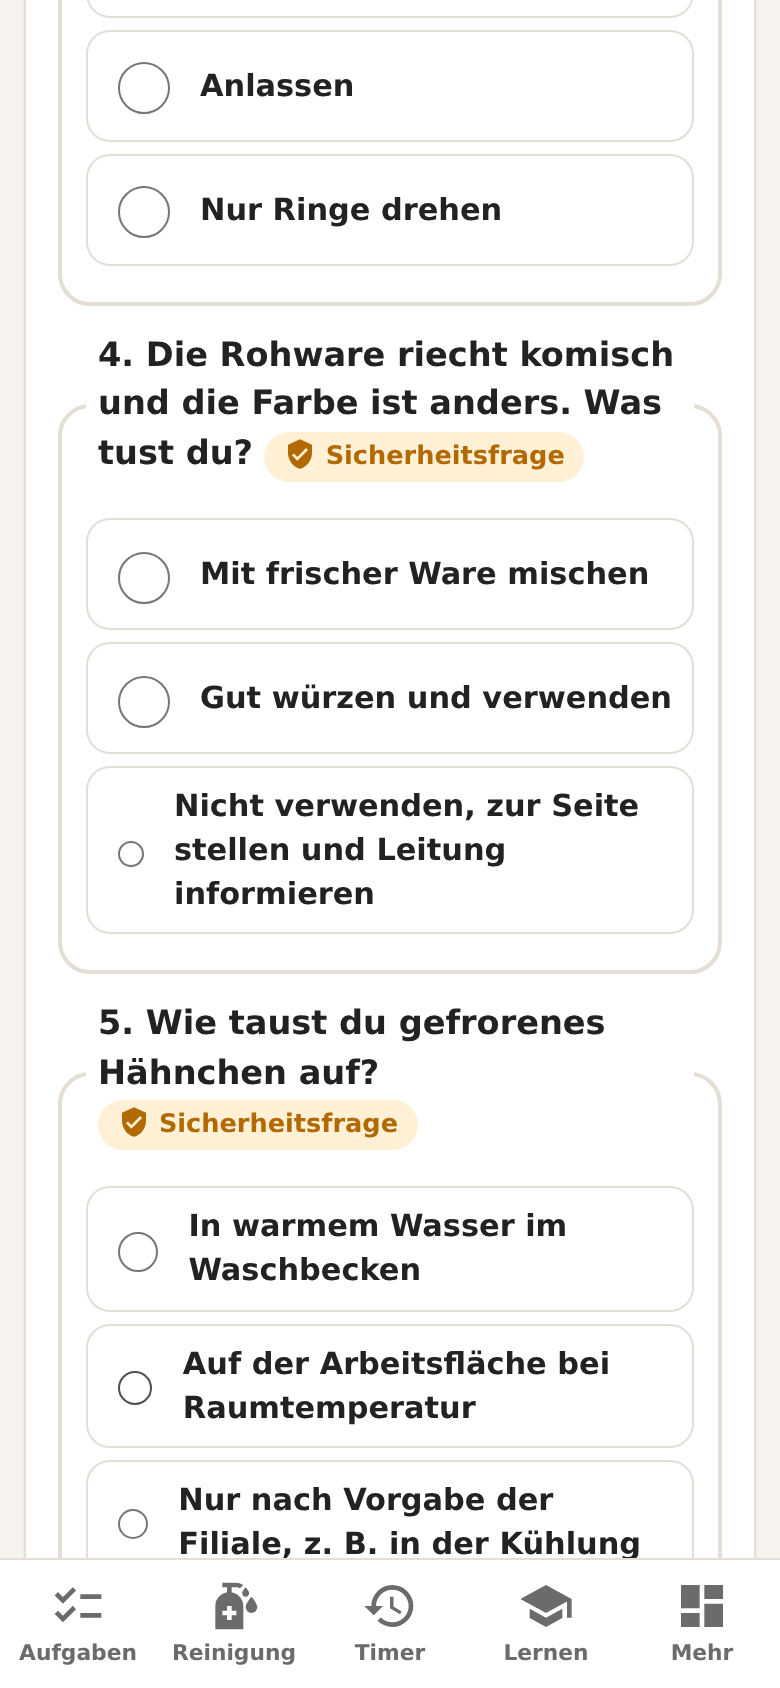 Anlassen
Nur Ringe drehen
4. Die Rohware riecht komisch
und die Farbe ist anders. Was
tust du? Sicherheitsfrage
Mit frischer Ware mischen
Gut würzen und verwenden
Nicht verwenden, zur Seite
stellen und Leitung
informieren
5. Wie taust du gefrorenes
Hähnchen auf?
Sicherheitsfrage
In warmem Wasser im
Waschbecken
Auf der Arbeitsfläche bei
Raumtemperatur
Nur nach Vorgabe der
Filiale, z. B. in der Kühlung
Aufgaben
Reinigung
Timer
Lernen
Mehr